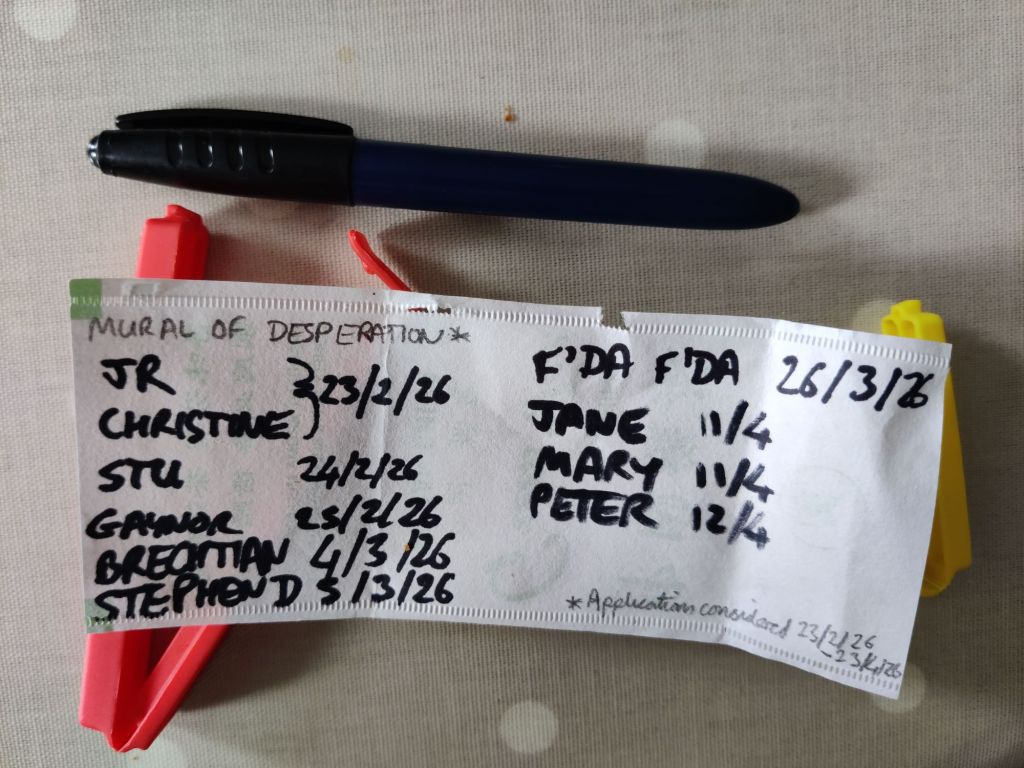 MURAL OF DESPERATION*
JR
CHRISTINE } 23/2/26
STU 24/2/26
GAYNOR 25/2/26
BRECHTIAN 4/3/26
STEPHEN D 5/3/26
F'DA F'DA 26/3/26
JANE 11/4
MARY 11/4
PETER 12/4
*Applications considered 23/2/26
-23/4/26